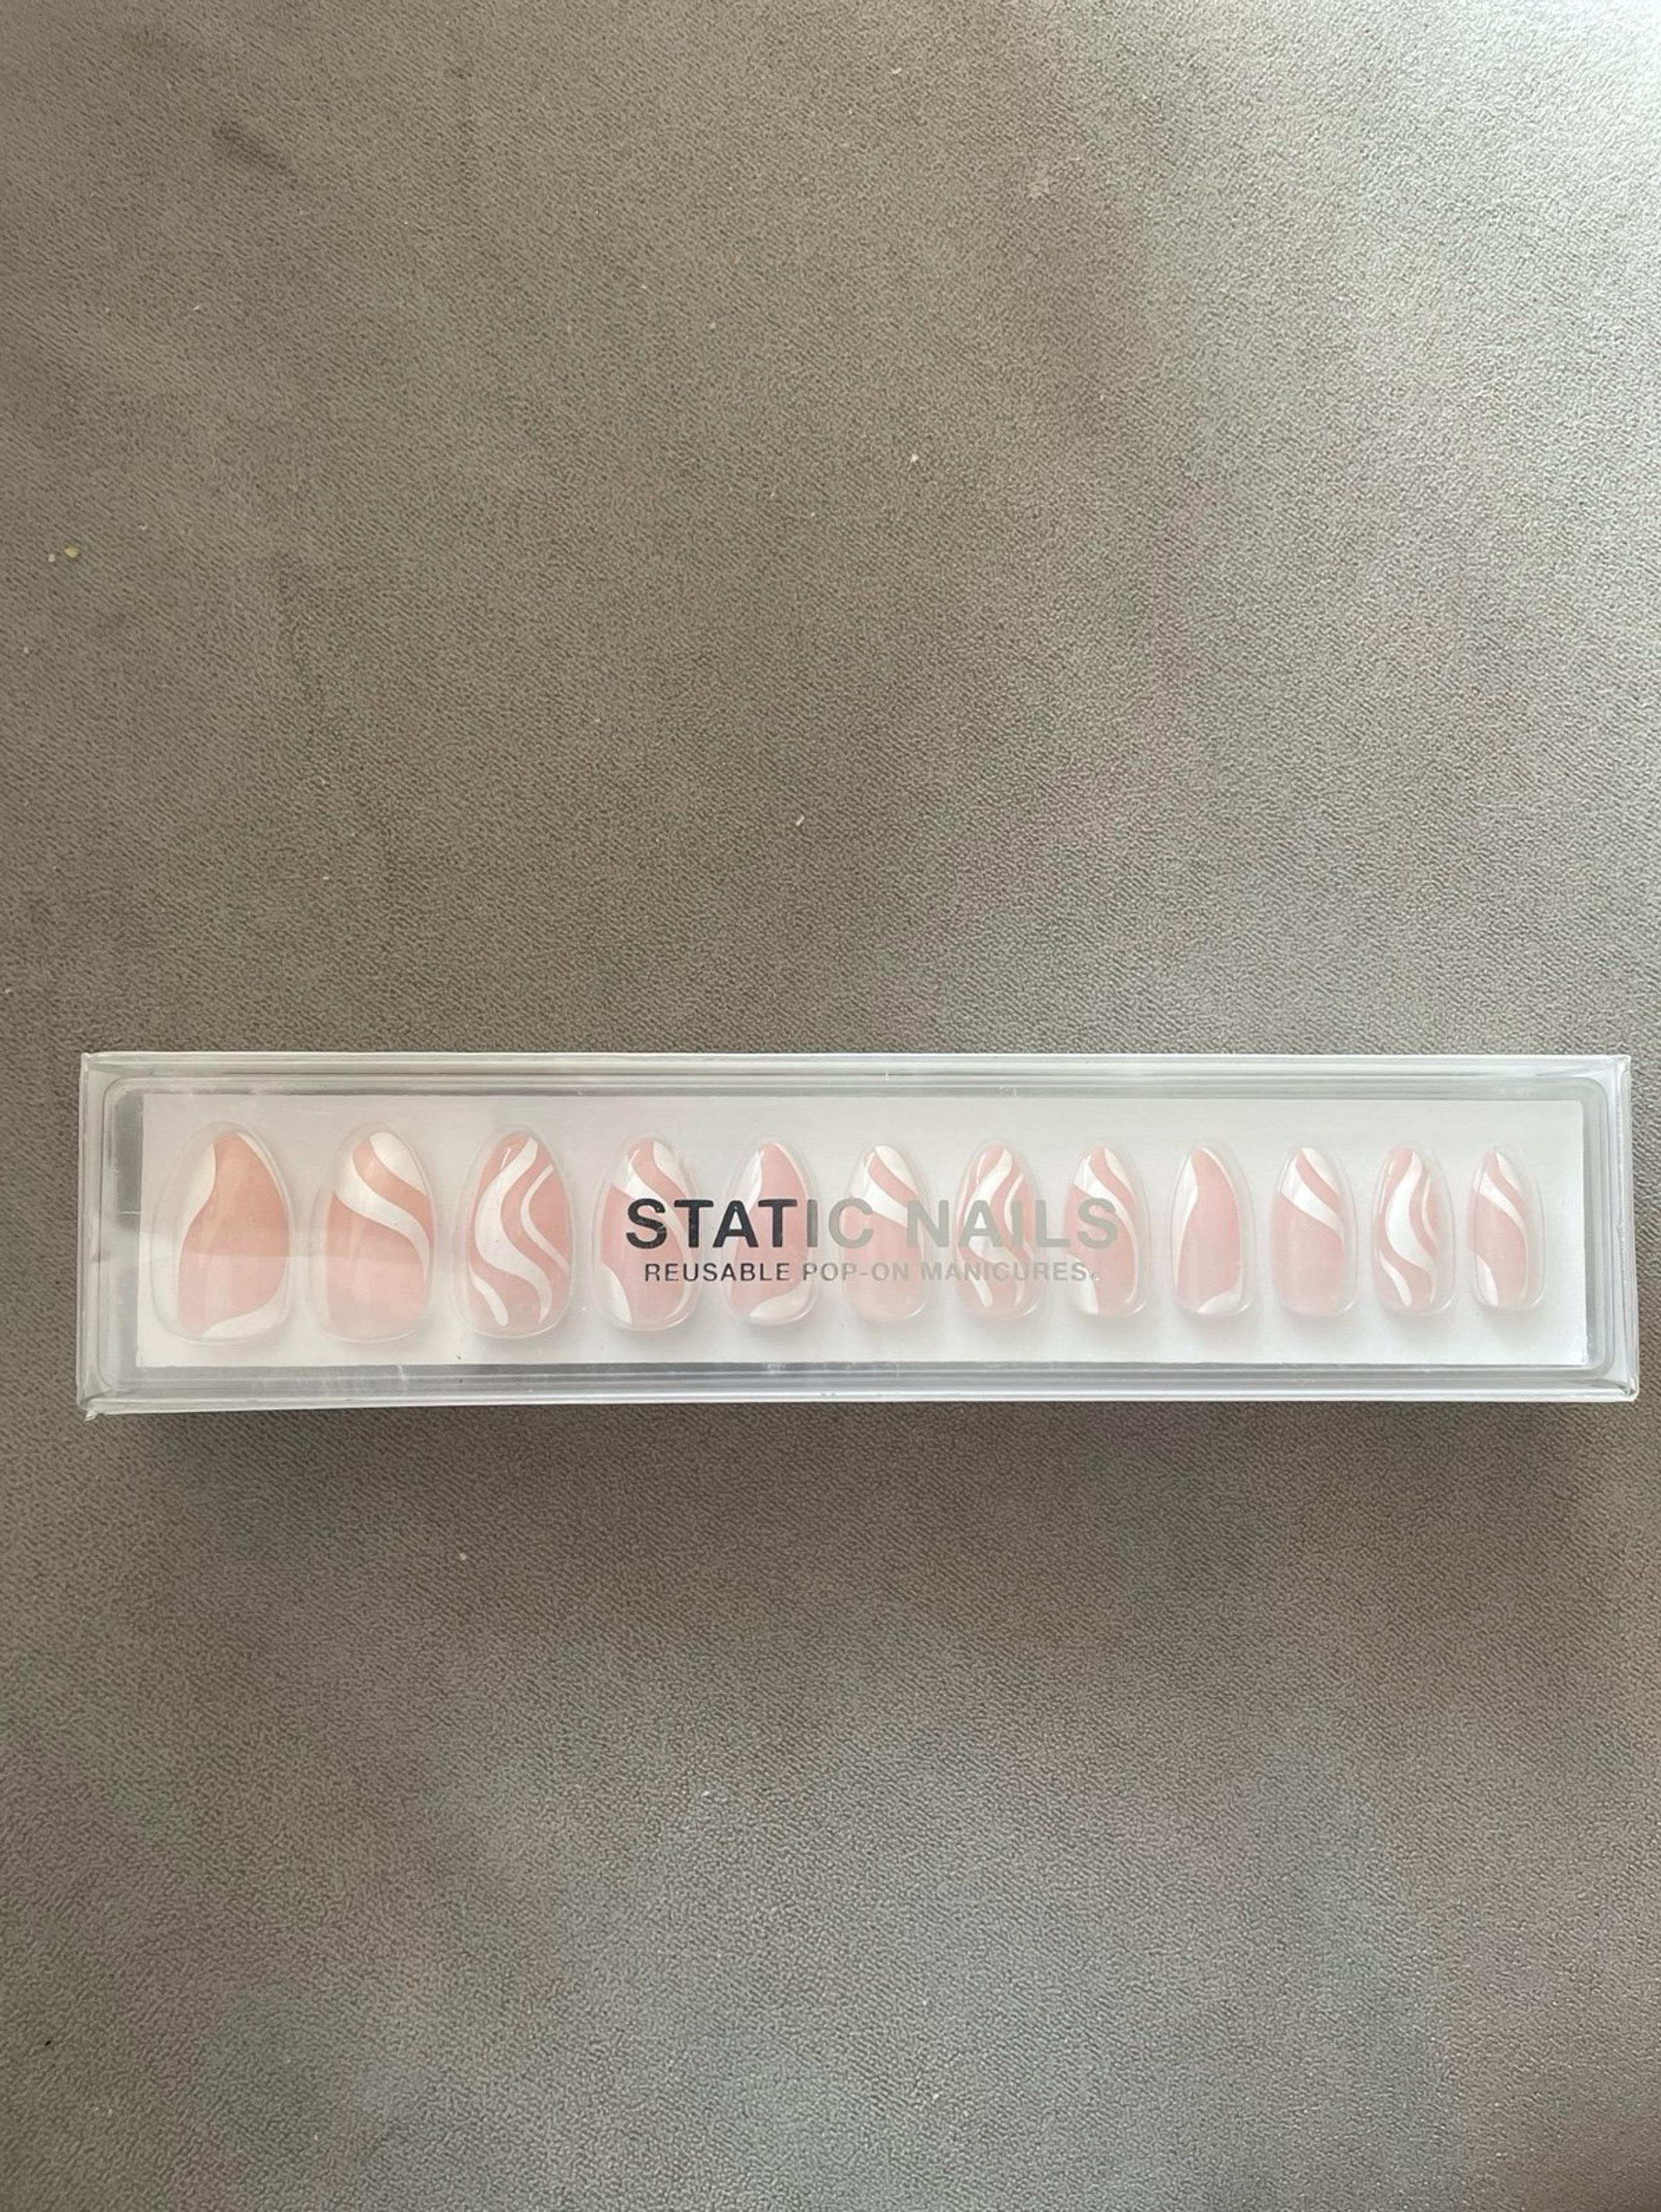 STATIC NAILS
REUSABLE POP-ON MANICURES